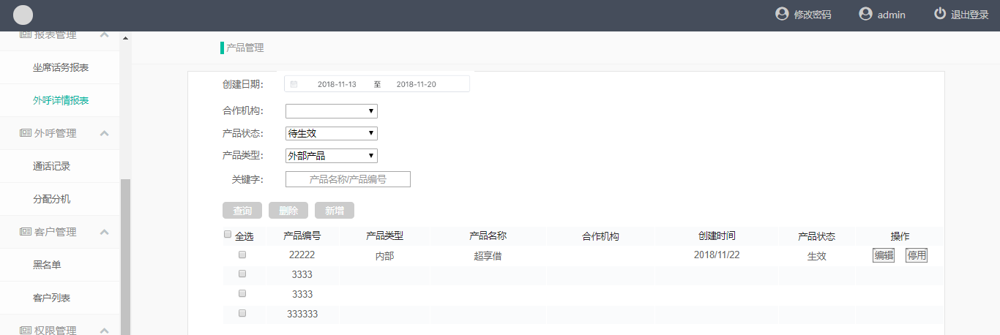 修改密码 admin 退出登录
报表管理
坐席话务报表
外呼详情报表
外呼管理
通话记录
分配分机
客户管理
黑名单
客户列表
权限管理
产品管理
创建日期: 2018-11-13 至 2018-11-20
合作机构:
产品状态: 待生效
产品类型: 外部产品
关键字: 产品名称/产品编号
查询 删除 新增
全选 产品编号 产品类型 产品名称 合作机构 创建时间 产品状态 操作
22222 内部 超享借 2018/11/22 生效 编辑 停用
3333
3333
333333